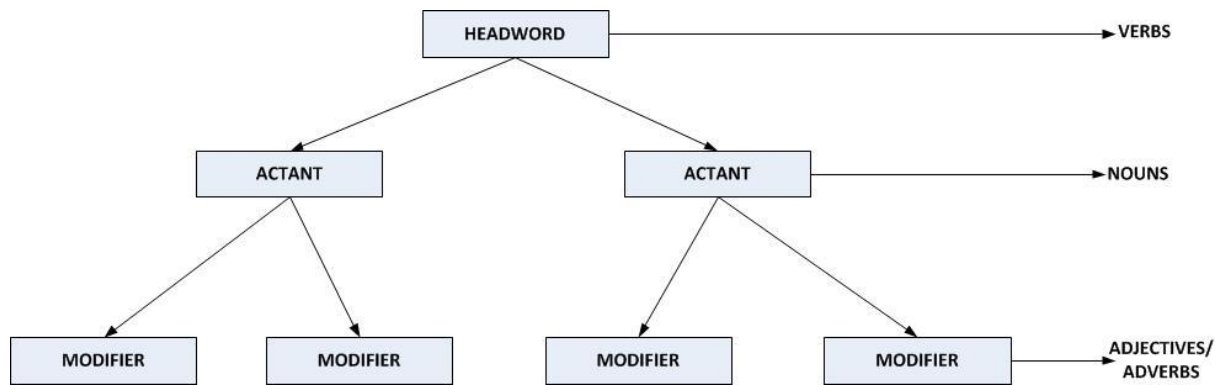 HEADWORD
VERBS
ACTANT
ACTANT
NOUNS
MODIFIER
MODIFIER
MODIFIER
MODIFIER
ADJECTIVES/
ADVERBS